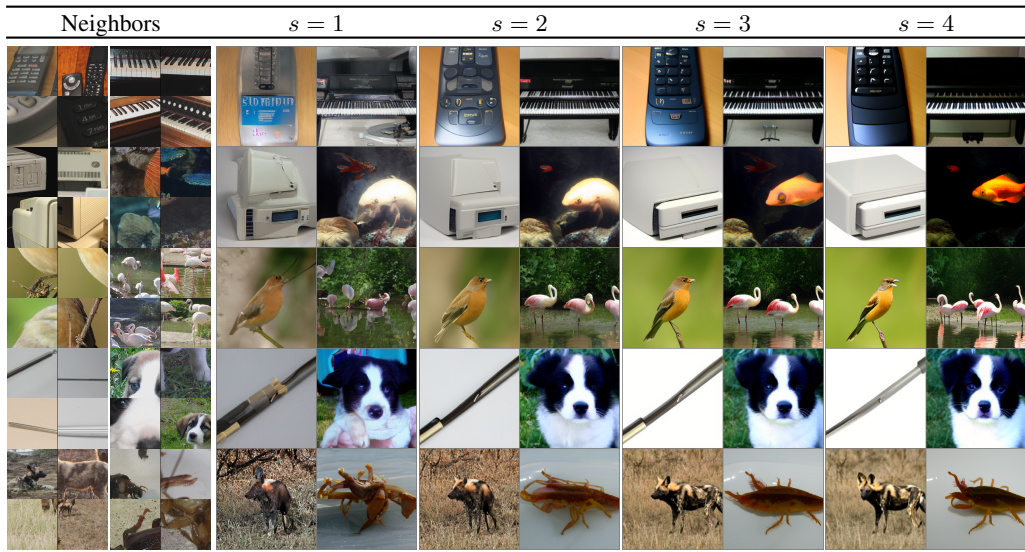 Neighbors s = 1 s = 2 s = 3 s = 4